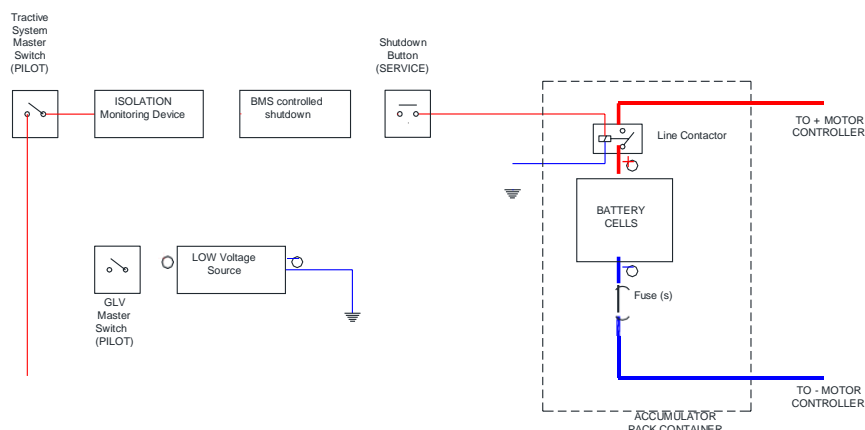 Tractive
System
Master
Switch
(PILOT)
ISOLATION
Monitoring Device
BMS controlled
shutdown
Shutdown
Button
(SERVICE)
Line Contactor
TO + MOTOR
CONTROLLER
BATTERY
CELLS
LOW Voltage
Source
GLV
Master
Switch
(PILOT)
Fuse (s)
TO - MOTOR
CONTROLLER
ACCUMULATOR
PACK CONTAINER